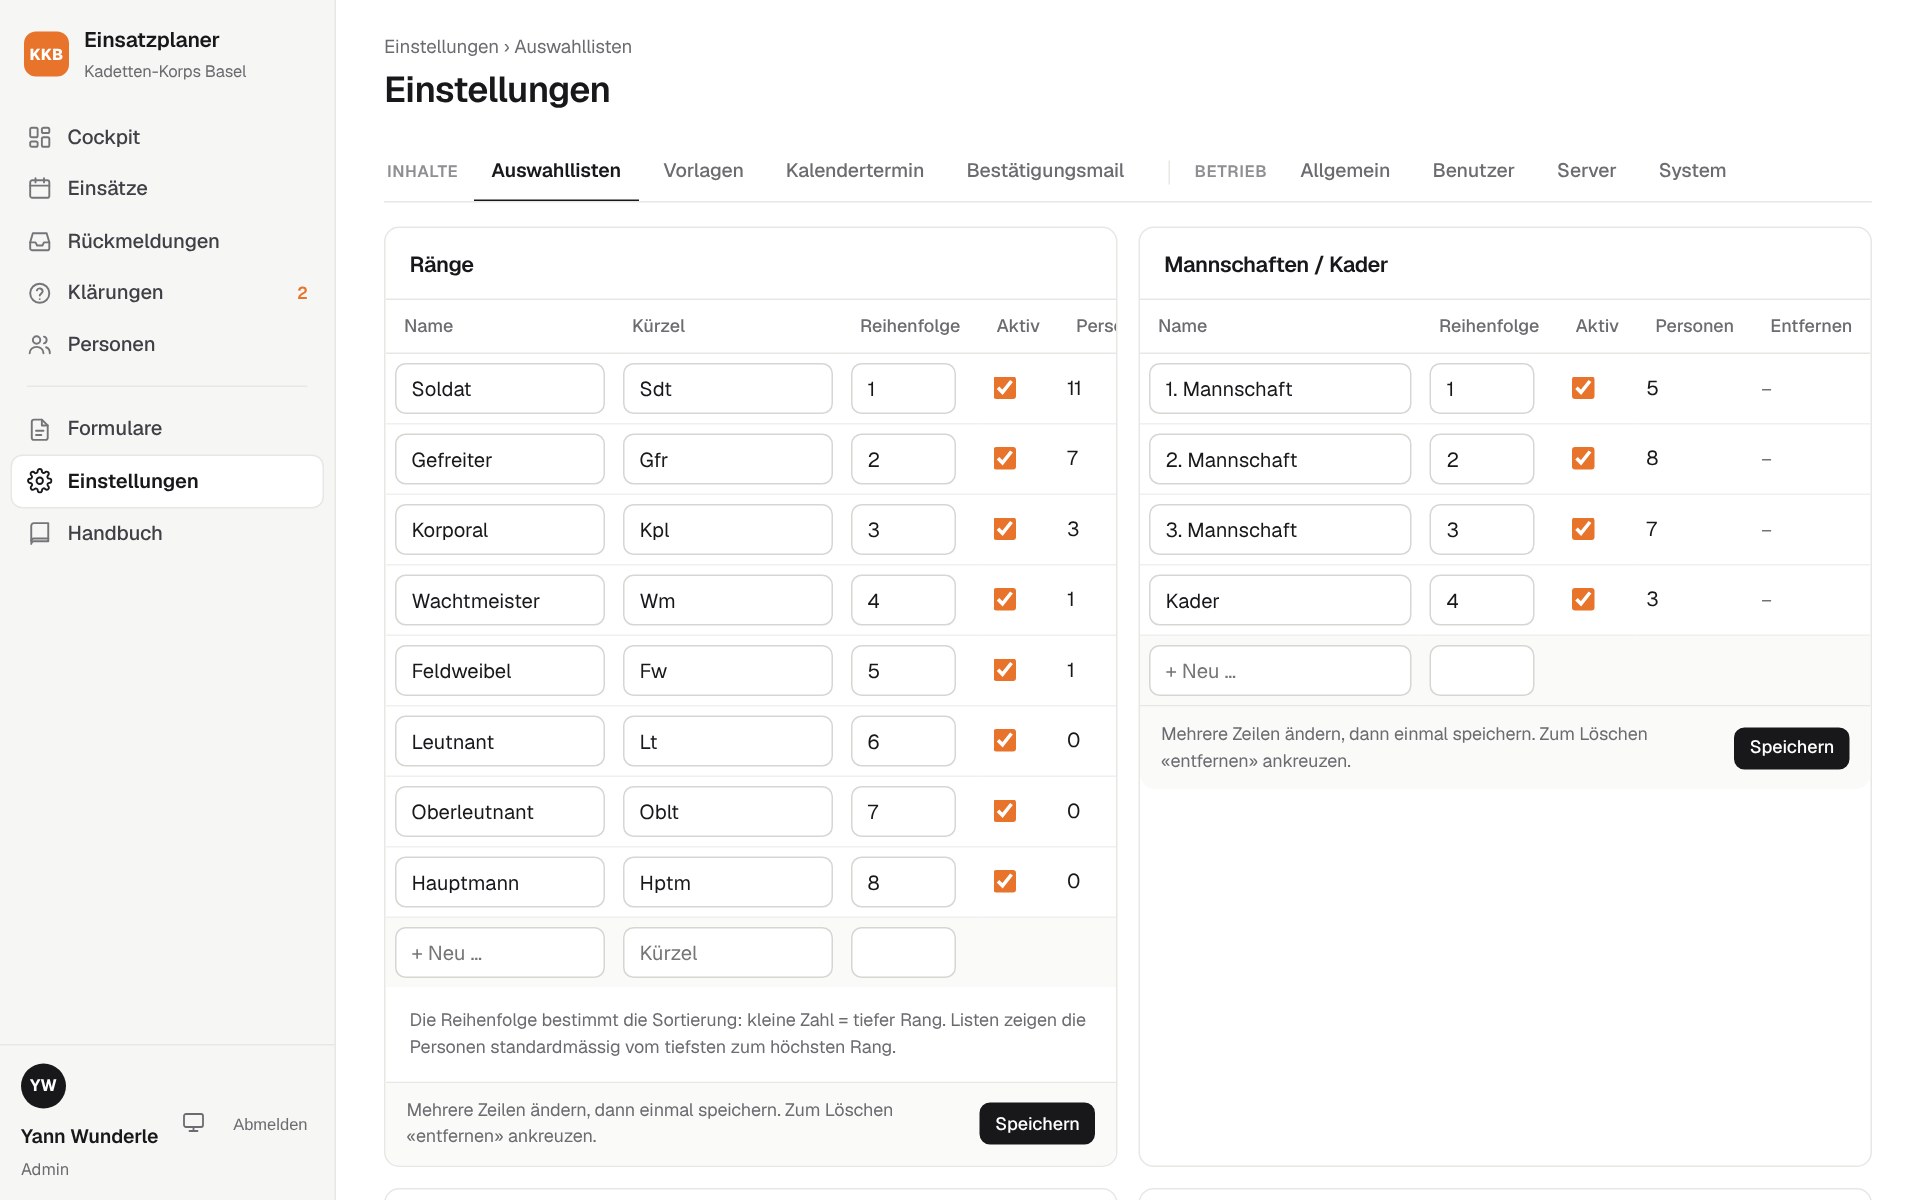 KKB
Einsatzplaner
Kadetten-Korps Basel
Cockpit
Einsätze
Rückmeldungen
Klärungen 2
Personen
Formulare
Einstellungen
Handbuch
YW
Yann Wunderle
Admin
Abmelden
Einstellungen › Auswahllisten
Einstellungen
INHALTE Auswahllisten Vorlagen Kalendertermin Bestätigungsmail BETRIEB Allgemein Benutzer Server System
Ränge
Name Kürzel Reihenfolge Aktiv Perso
Soldat Sdt 1 11
Gefreiter Gfr 2 7
Korporal Kpl 3 3
Wachtmeister Wm 4 1
Feldweibel Fw 5 1
Leutnant Lt 6 0
Oberleutnant Oblt 7 0
Hauptmann Hptm 8 0
+ Neu ... Kürzel
Die Reihenfolge bestimmt die Sortierung: kleine Zahl = tiefer Rang. Listen zeigen die
Personen standardmässig vom tiefsten zum höchsten Rang.
Mehrere Zeilen ändern, dann einmal speichern. Zum Löschen
«entfernen» ankreuzen.
Speichern
Mannschaften / Kader
Name Reihenfolge Aktiv Personen Entfernen
1. Mannschaft 1 5 –
2. Mannschaft 2 8 –
3. Mannschaft 3 7 –
Kader 4 3 –
+ Neu ...
Mehrere Zeilen ändern, dann einmal speichern. Zum Löschen
«entfernen» ankreuzen.
Speichern